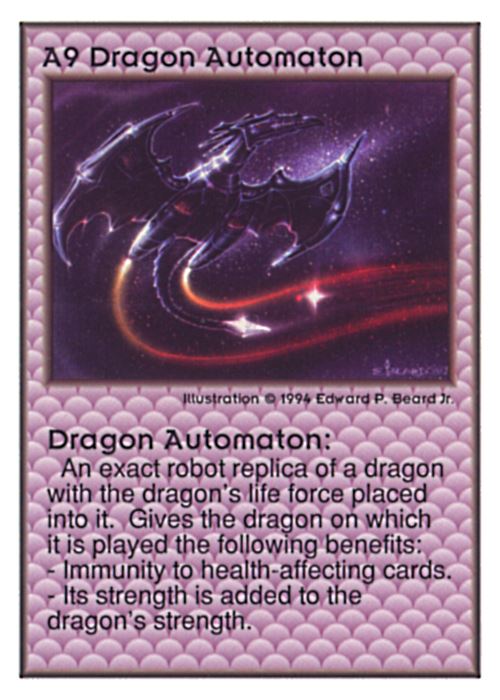 A9 Dragon Automaton
Illustration © 1994 Edward P. Beard Jr.
Dragon Automaton:
An exact robot replica of a dragon
with the dragon's life force placed
into it. Gives the dragon on which
it is played the following benefits:
- Immunity to health-affecting cards.
- Its strength is added to the
dragon's strength.